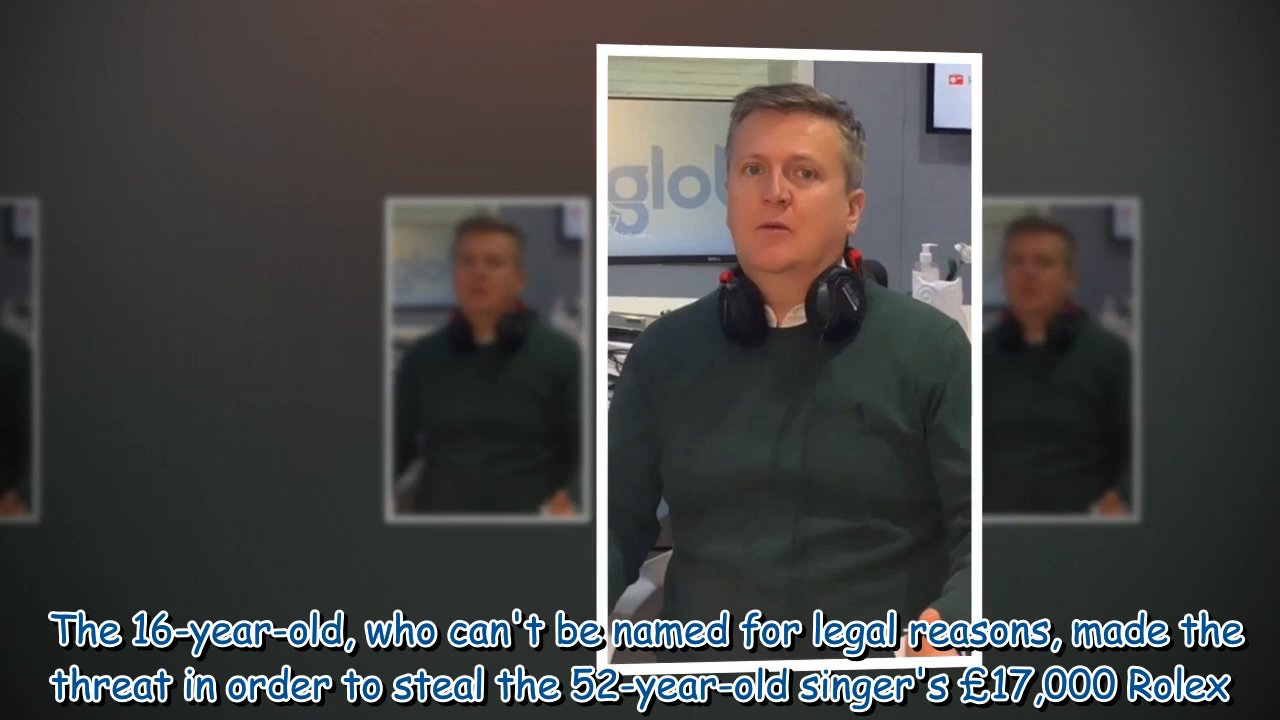 glob
The 16-year-old, who can't be named for legal reasons, made the
threat in order to steal the 52-year-old singer's £17,000 Rolex